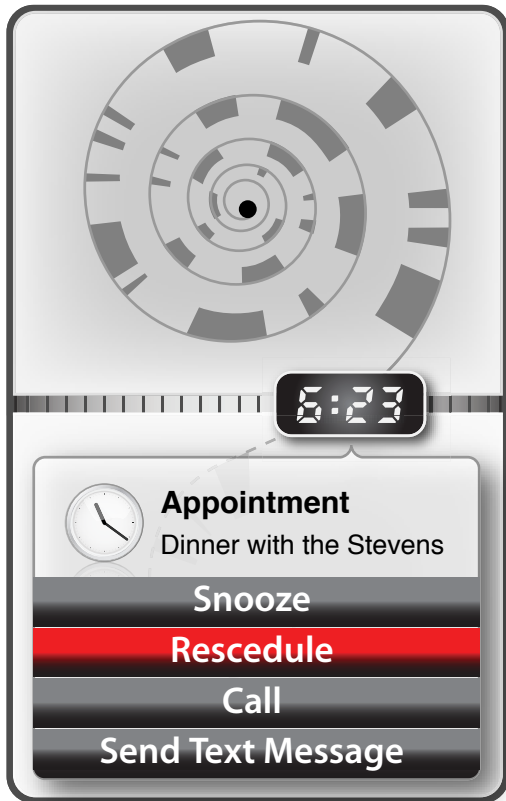 6:23
Appointment
Dinner with the Stevens
Snooze
Rescedule
Call
Send Text Message